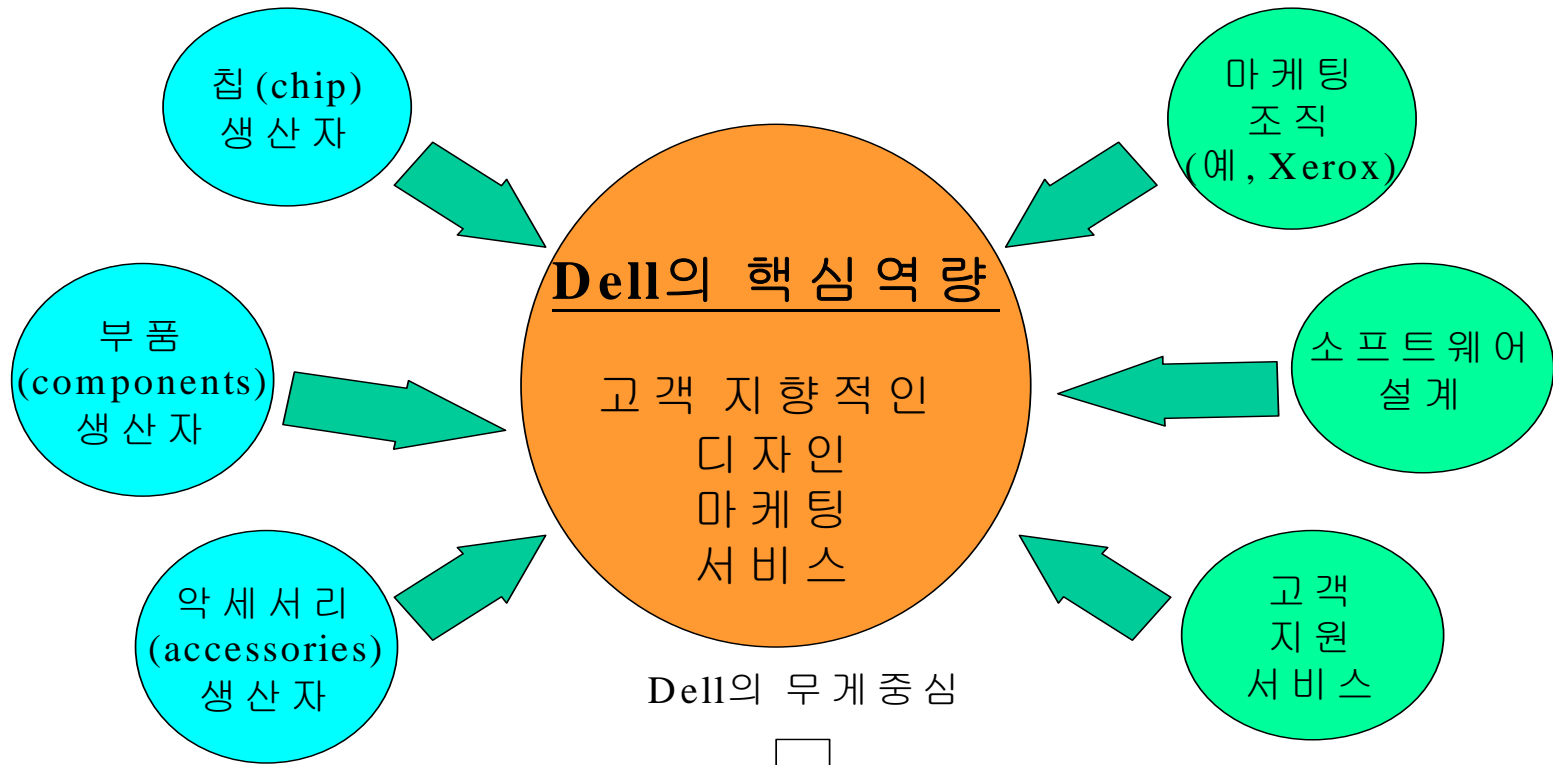 칩(chip)
생산자
부품
(components)
생산자
악세서리
(accessories)
생산자
Dell의 핵심역량
고객 지향적인
디자인
마케팅
서비스
Dell의 무게중심
마케팅
조직
(예, Xerox)
소프트웨어
설계
고객
지원
서비스